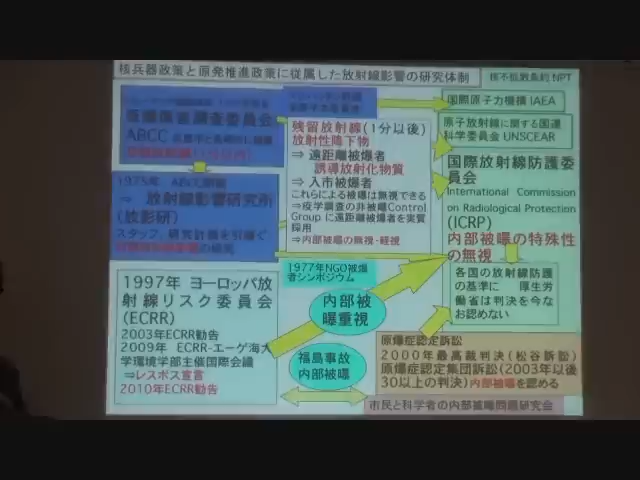 核兵器政策と原発推進政策に従属した放射線影響の研究体制
核不拡散条約 NPT
ABCC
残留放射線(1分以後)
放射性降下物
⇒ 遠距離被爆者
誘導放射化物質
⇒ 入市被爆者
これらによる被爆は無視できる
⇒疫学調査の非被曝Control
Group に遠距離被爆者を実質
採用
⇒内部被曝の無視・軽視
国際原子力機構 IAEA
原子放射線に関する国連
科学委員会 UNSCEAR
国際放射線防護委
員会
International Commission
on Radiological Protection
(ICRP)
内部被曝の特殊性
の無視
各国の放射線防護
の基準に 厚生労
働省は判決を今な
お認めない
1975年 ABCC
⇒ 放射線影響研究所
(放影研)
スタッフ、研究計画を引継ぐ
1977年NGO被爆
者シンポジウム
内部被
曝重視
1997年 ヨーロッパ放
射線リスク委員会
(ECRR)
2003年ECRR勧告
2009年 ECRR-エーゲ海大
学環境学部主催国際会議
⇒レスボス宣言
2010年ECRR勧告
福島事故
内部被曝
原爆症認定訴訟
2000年最高裁判決(松谷訴訟)
原爆症認定集団訴訟(2003年以後
30以上の判決)内部被曝を認める
市民と科学者の内部被曝問題研究会